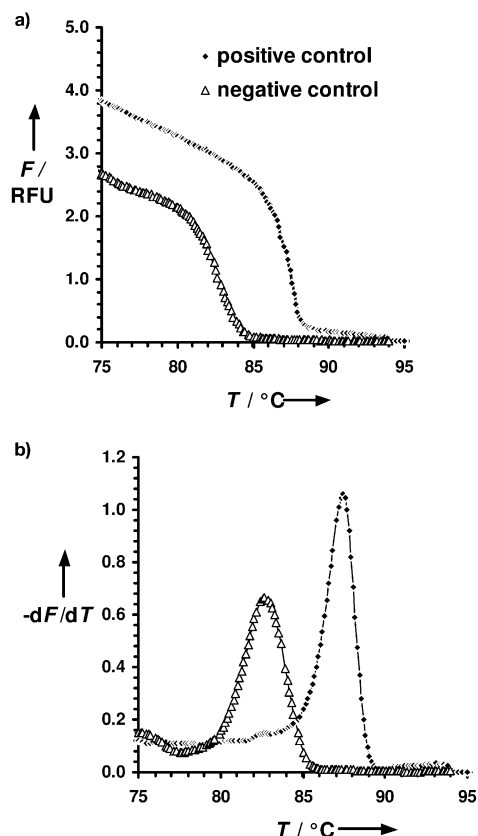 a)
5.0
positive control
negative control
4.0
F /
RFU
3.0
2.0
1.0
0.0
75 80 85 90 95
T / °C
b)
1.2
1.0
0.8
-dF/dT
0.6
0.4
0.2
0.0
75 80 85 90 95
T / °C